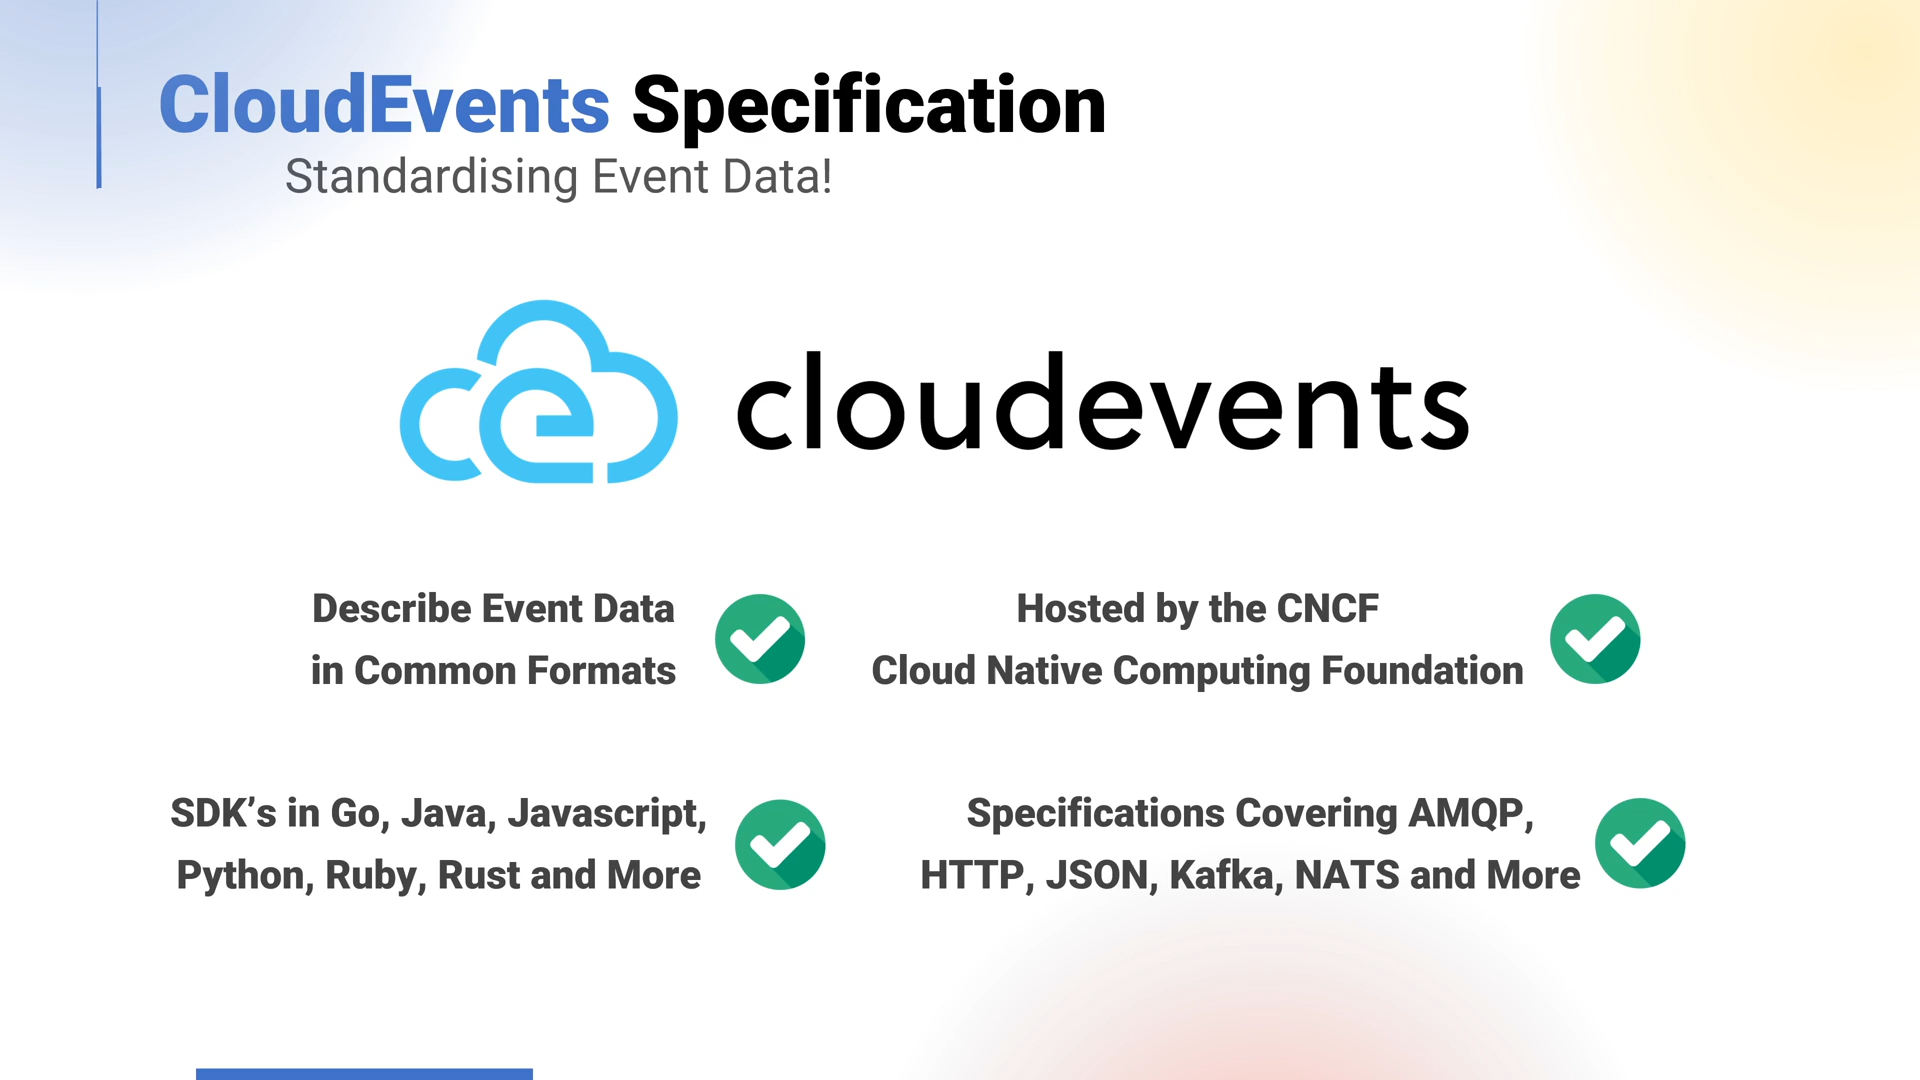 CloudEvents Specification
Standardising Event Data!
cloudevents
Describe Event Data
in Common Formats
Hosted by the CNCF
Cloud Native Computing Foundation
SDK’s in Go, Java, Javascript,
Python, Ruby, Rust and More
Specifications Covering AMQP,
HTTP, JSON, Kafka, NATS and More